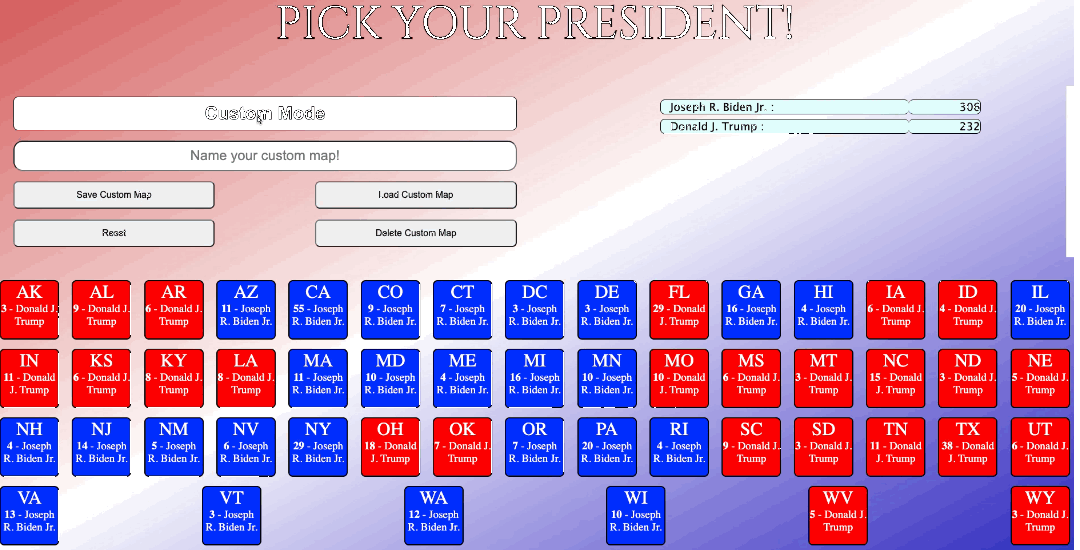 PICK YOUR PRESIDENT!
Custom Mode
Name your custom map!
Save Custom Map
Load Custom Map
Reset
Delete Custom Map
Joseph R. Biden Jr. : 306
Donald J. Trump : 232
AK
3 - Donald J.
Trump
AL
9 - Donald J.
Trump
AR
6 - Donald J.
Trump
AZ
11 - Joseph
R. Biden Jr.
CA
55 - Joseph
R. Biden Jr.
CO
9 - Joseph
R. Biden Jr.
CT
7 - Joseph
R. Biden Jr.
DC
3 - Joseph
R. Biden Jr.
DE
3 - Joseph
R. Biden Jr.
FL
29 - Donald
J. Trump
GA
16 - Joseph
R. Biden Jr.
HI
4 - Joseph
R. Biden Jr.
IA
6 - Donald J.
Trump
ID
4 - Donald J.
Trump
IL
20 - Joseph
R. Biden Jr.
IN
11 - Donald
J. Trump
KS
6 - Donald J.
Trump
KY
8 - Donald J.
Trump
LA
8 - Donald J.
Trump
MA
11 - Joseph
R. Biden Jr.
MD
10 - Joseph
R. Biden Jr.
ME
4 - Joseph
R. Biden Jr.
MI
16 - Joseph
R. Biden Jr.
MN
10 - Joseph
R. Biden Jr.
MO
10 - Donald
J. Trump
MS
6 - Donald J.
Trump
MT
3 - Donald J.
Trump
NC
15 - Donald
J. Trump
ND
3 - Donald J.
Trump
NE
5 - Donald J.
Trump
NH
4 - Joseph
R. Biden Jr.
NJ
14 - Joseph
R. Biden Jr.
NM
5 - Joseph
R. Biden Jr.
NV
6 - Joseph
R. Biden Jr.
NY
29 - Joseph
R. Biden Jr.
OH
18 - Donald
J. Trump
OK
7 - Donald J.
Trump
OR
7 - Joseph
R. Biden Jr.
PA
20 - Joseph
R. Biden Jr.
RI
4 - Joseph
R. Biden Jr.
SC
9 - Donald J.
Trump
SD
3 - Donald J.
Trump
TN
11 - Donald
J. Trump
TX
38 - Donald
J. Trump
UT
6 - Donald J.
Trump
VA
13 - Joseph
R. Biden Jr.
VT
3 - Joseph
R. Biden Jr.
WA
12 - Joseph
R. Biden Jr.
WI
10 - Joseph
R. Biden Jr.
WV
5 - Donald J.
Trump
WY
3 - Donald J.
Trump